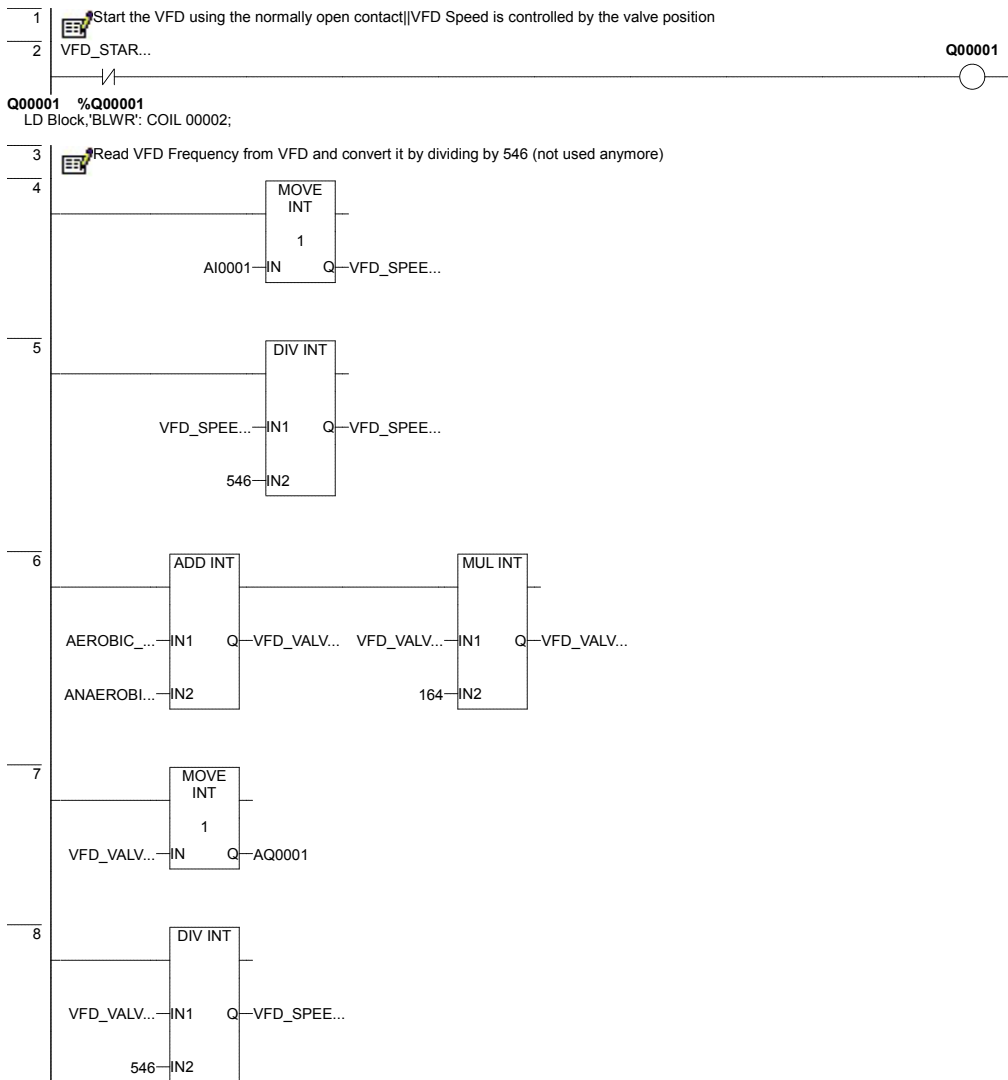 1 Start the VFD using the normally open contact||VFD Speed is controlled by the valve position
2 VFD_STAR... Q00001
Q00001 %Q00001
LD Block,'BLWR': COIL 00002;
3 Read VFD Frequency from VFD and convert it by dividing by 546 (not used anymore)
4 MOVE
INT
1
AI0001 IN Q VFD_SPEE...
5 DIV INT
VFD_SPEE... IN1 Q VFD_SPEE...
546 IN2
6 ADD INT MUL INT
AEROBIC_... IN1 Q VFD_VALV... VFD_VALV... IN1 Q VFD_VALV...
ANAEROBI... IN2 164 IN2
7 MOVE
INT
1
VFD_VALV... IN Q AQ0001
8 DIV INT
VFD_VALV... IN1 Q VFD_SPEE...
546 IN2